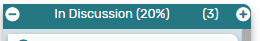 In Discussion (20%) (3)